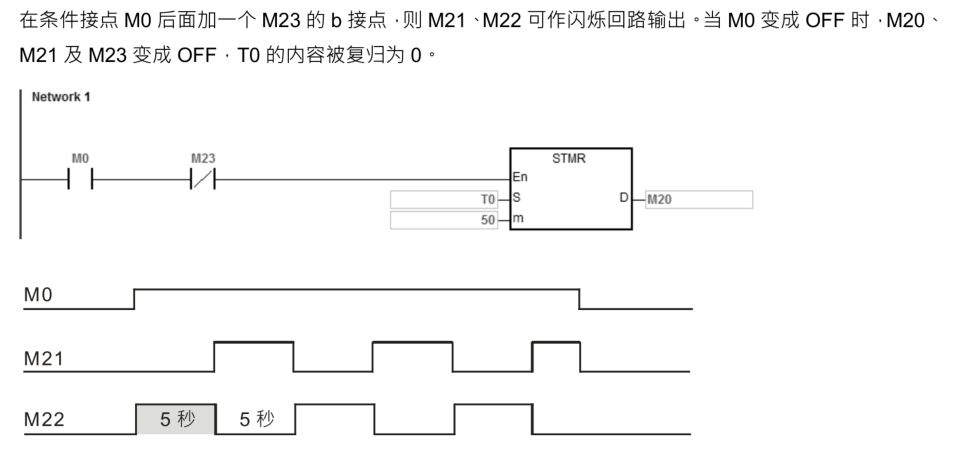 在条件接点 M0 后面加一个 M23 的 b 接点,则 M21、M22 可作闪烁回路输出。当 M0 变成 OFF 时,M20、
M21 及 M23 变成 OFF,T0 的内容被复归为 0。
Network 1
M0
M23
STMR
En
T0
S
D
M20
50
m
M0
M21
M22
5 秒
5 秒